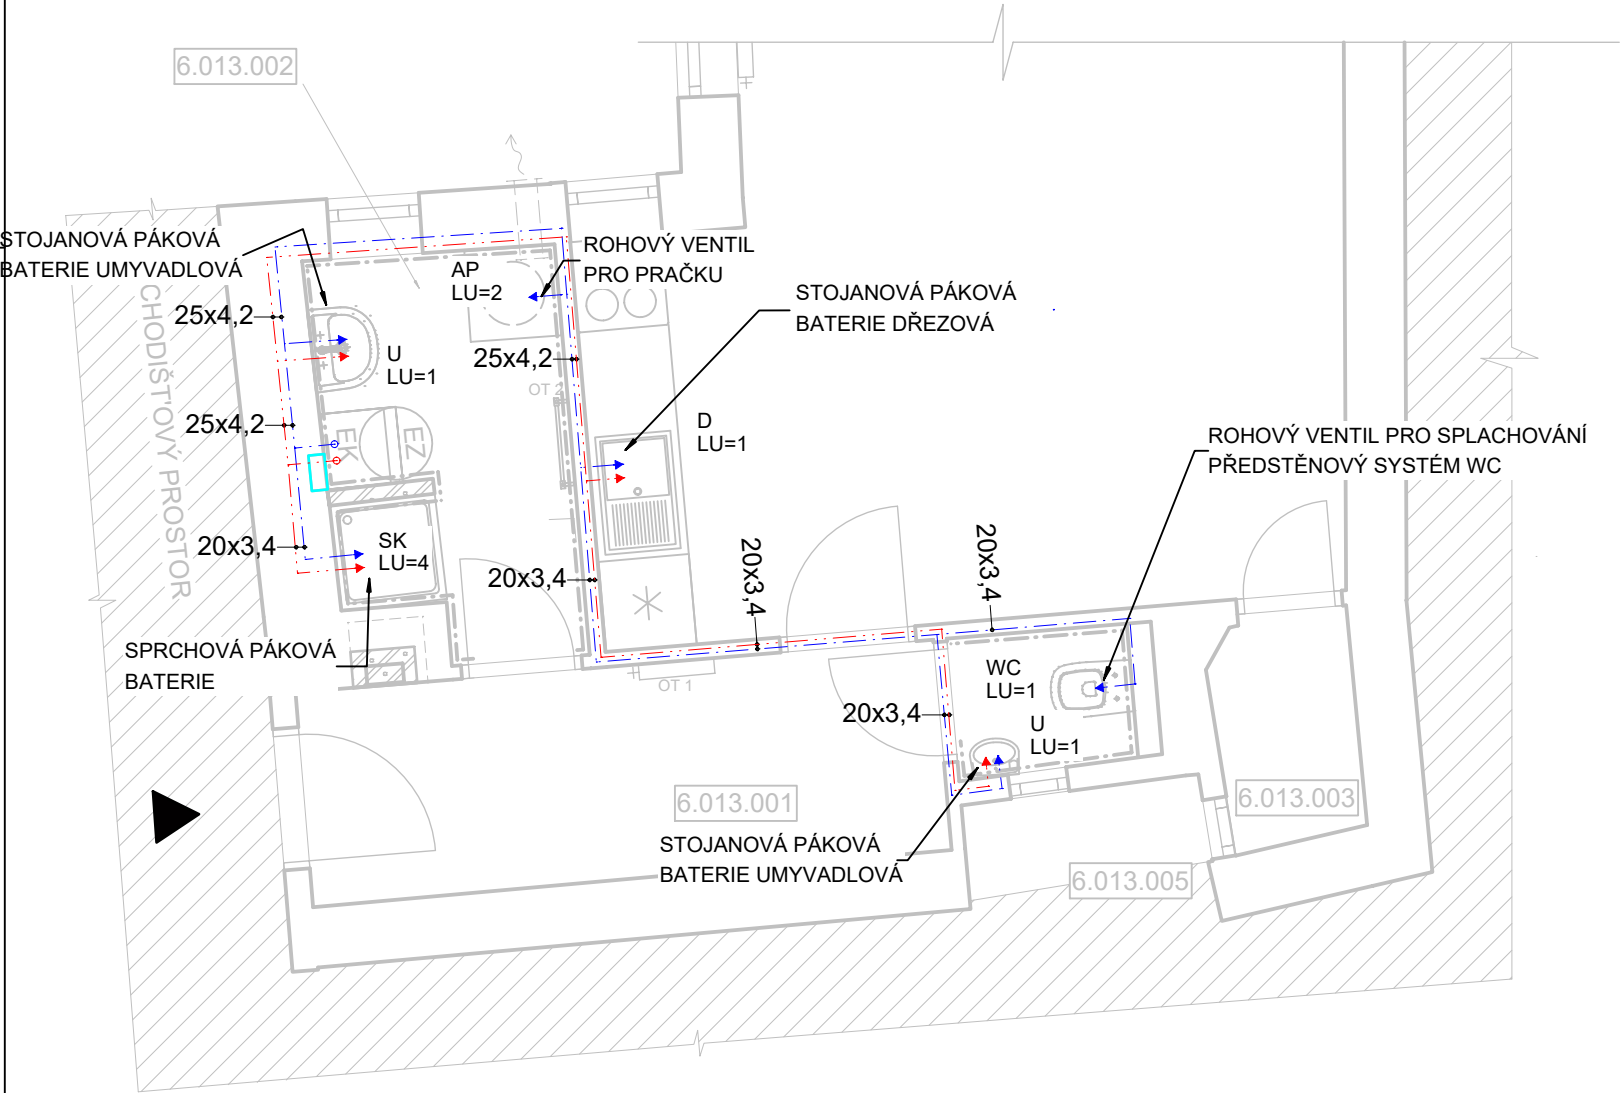 6.013.002
STOJANOVÁ PÁKOVÁ
BATERIE UMYVADLOVÁ
AP
LU=2
ROHOVÝ VENTIL
PRO PRAČKU
STOJANOVÁ PÁKOVÁ
BATERIE DŘEZOVÁ
25x4,2
U
LU=1
25x4,2
OT 2
25x4,2
D
LU=1
EK
EZ
ROHOVÝ VENTIL PRO SPLACHOVÁNÍ
PŘEDSTĚNOVÝ SYSTÉM WC
CHODIŠŤOVÝ PROSTOR
20x3,4
SK
LU=4
20x3,4
20x3,4
20x3,4
SPRCHOVÁ PÁKOVÁ
BATERIE
OT 1
WC
LU=1
20x3,4
U
LU=1
6.013.001
6.013.003
STOJANOVÁ PÁKOVÁ
BATERIE UMYVADLOVÁ
6.013.005